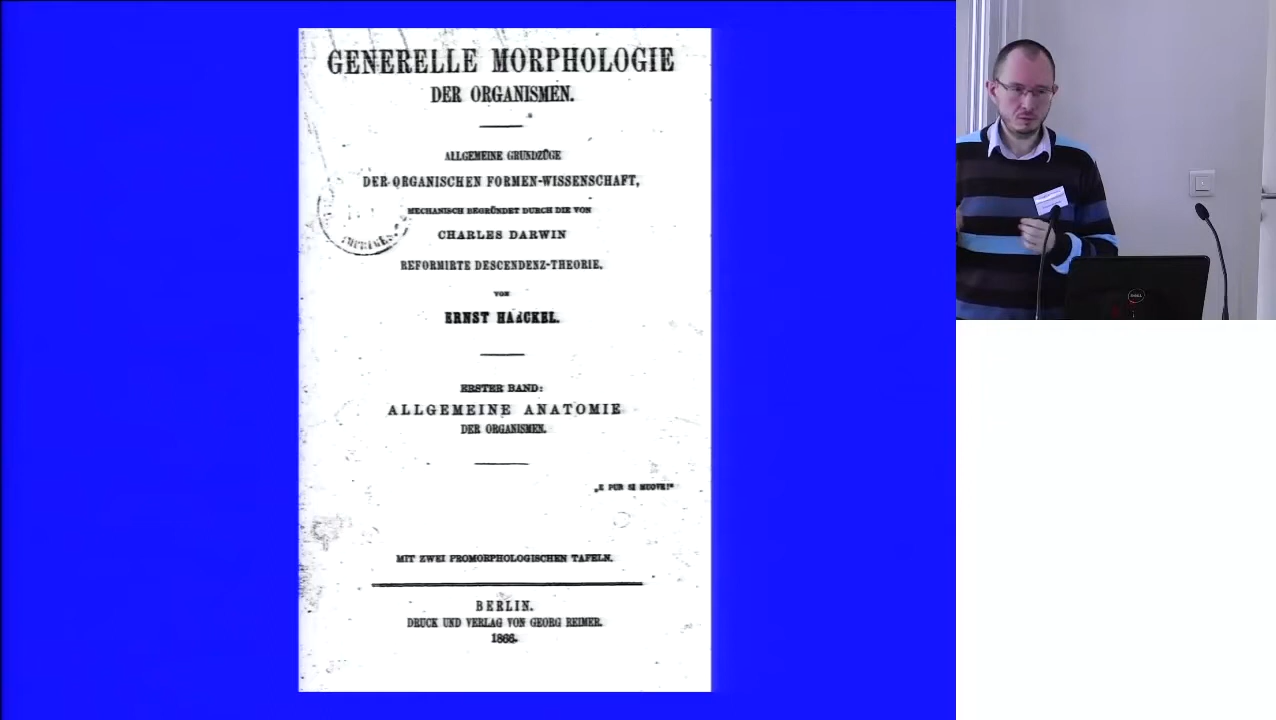 GENERELLE MORPHOLOGIE
DER ORGANISMEN.
ALLGEMEINE GRUNDZÜGE
DER ORGANISCHEN FORMEN-WISSENSCHAFT,
MECHANISCH BEGRÜNDET DURCH DIE VON
CHARLES DARWIN
REFORMIRTE DESCENDENZ-THEORIE,
VON
ERNST HAECKEL.
ERSTER BAND:
ALLGEMEINE ANATOMIE
DER ORGANISMEN.
„E PUR SI MUOVE!"
MIT ZWEI PROMORPHOLOGISCHEN TAFELN.
BERLIN.
DRUCK UND VERLAG VON GEORG REIMER.
1866.
DELL